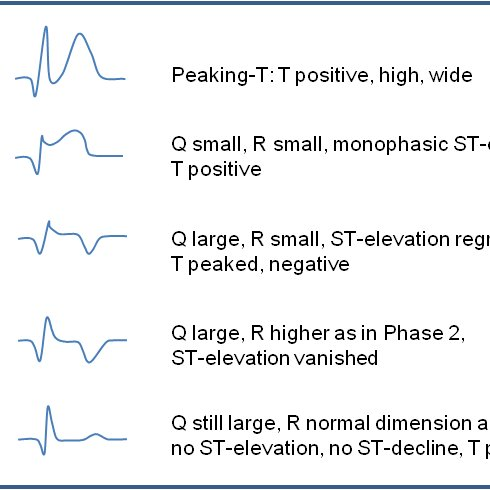 Peaking-T: T positive, high, wide
Q small, R small, monophasic ST-
T positive
Q large, R small, ST-elevation
T peaked, negative
Q large, R higher as in Phase 2,
ST-elevation vanished
Q still large, R normal dimension
no ST-elevation, no ST-decline, T